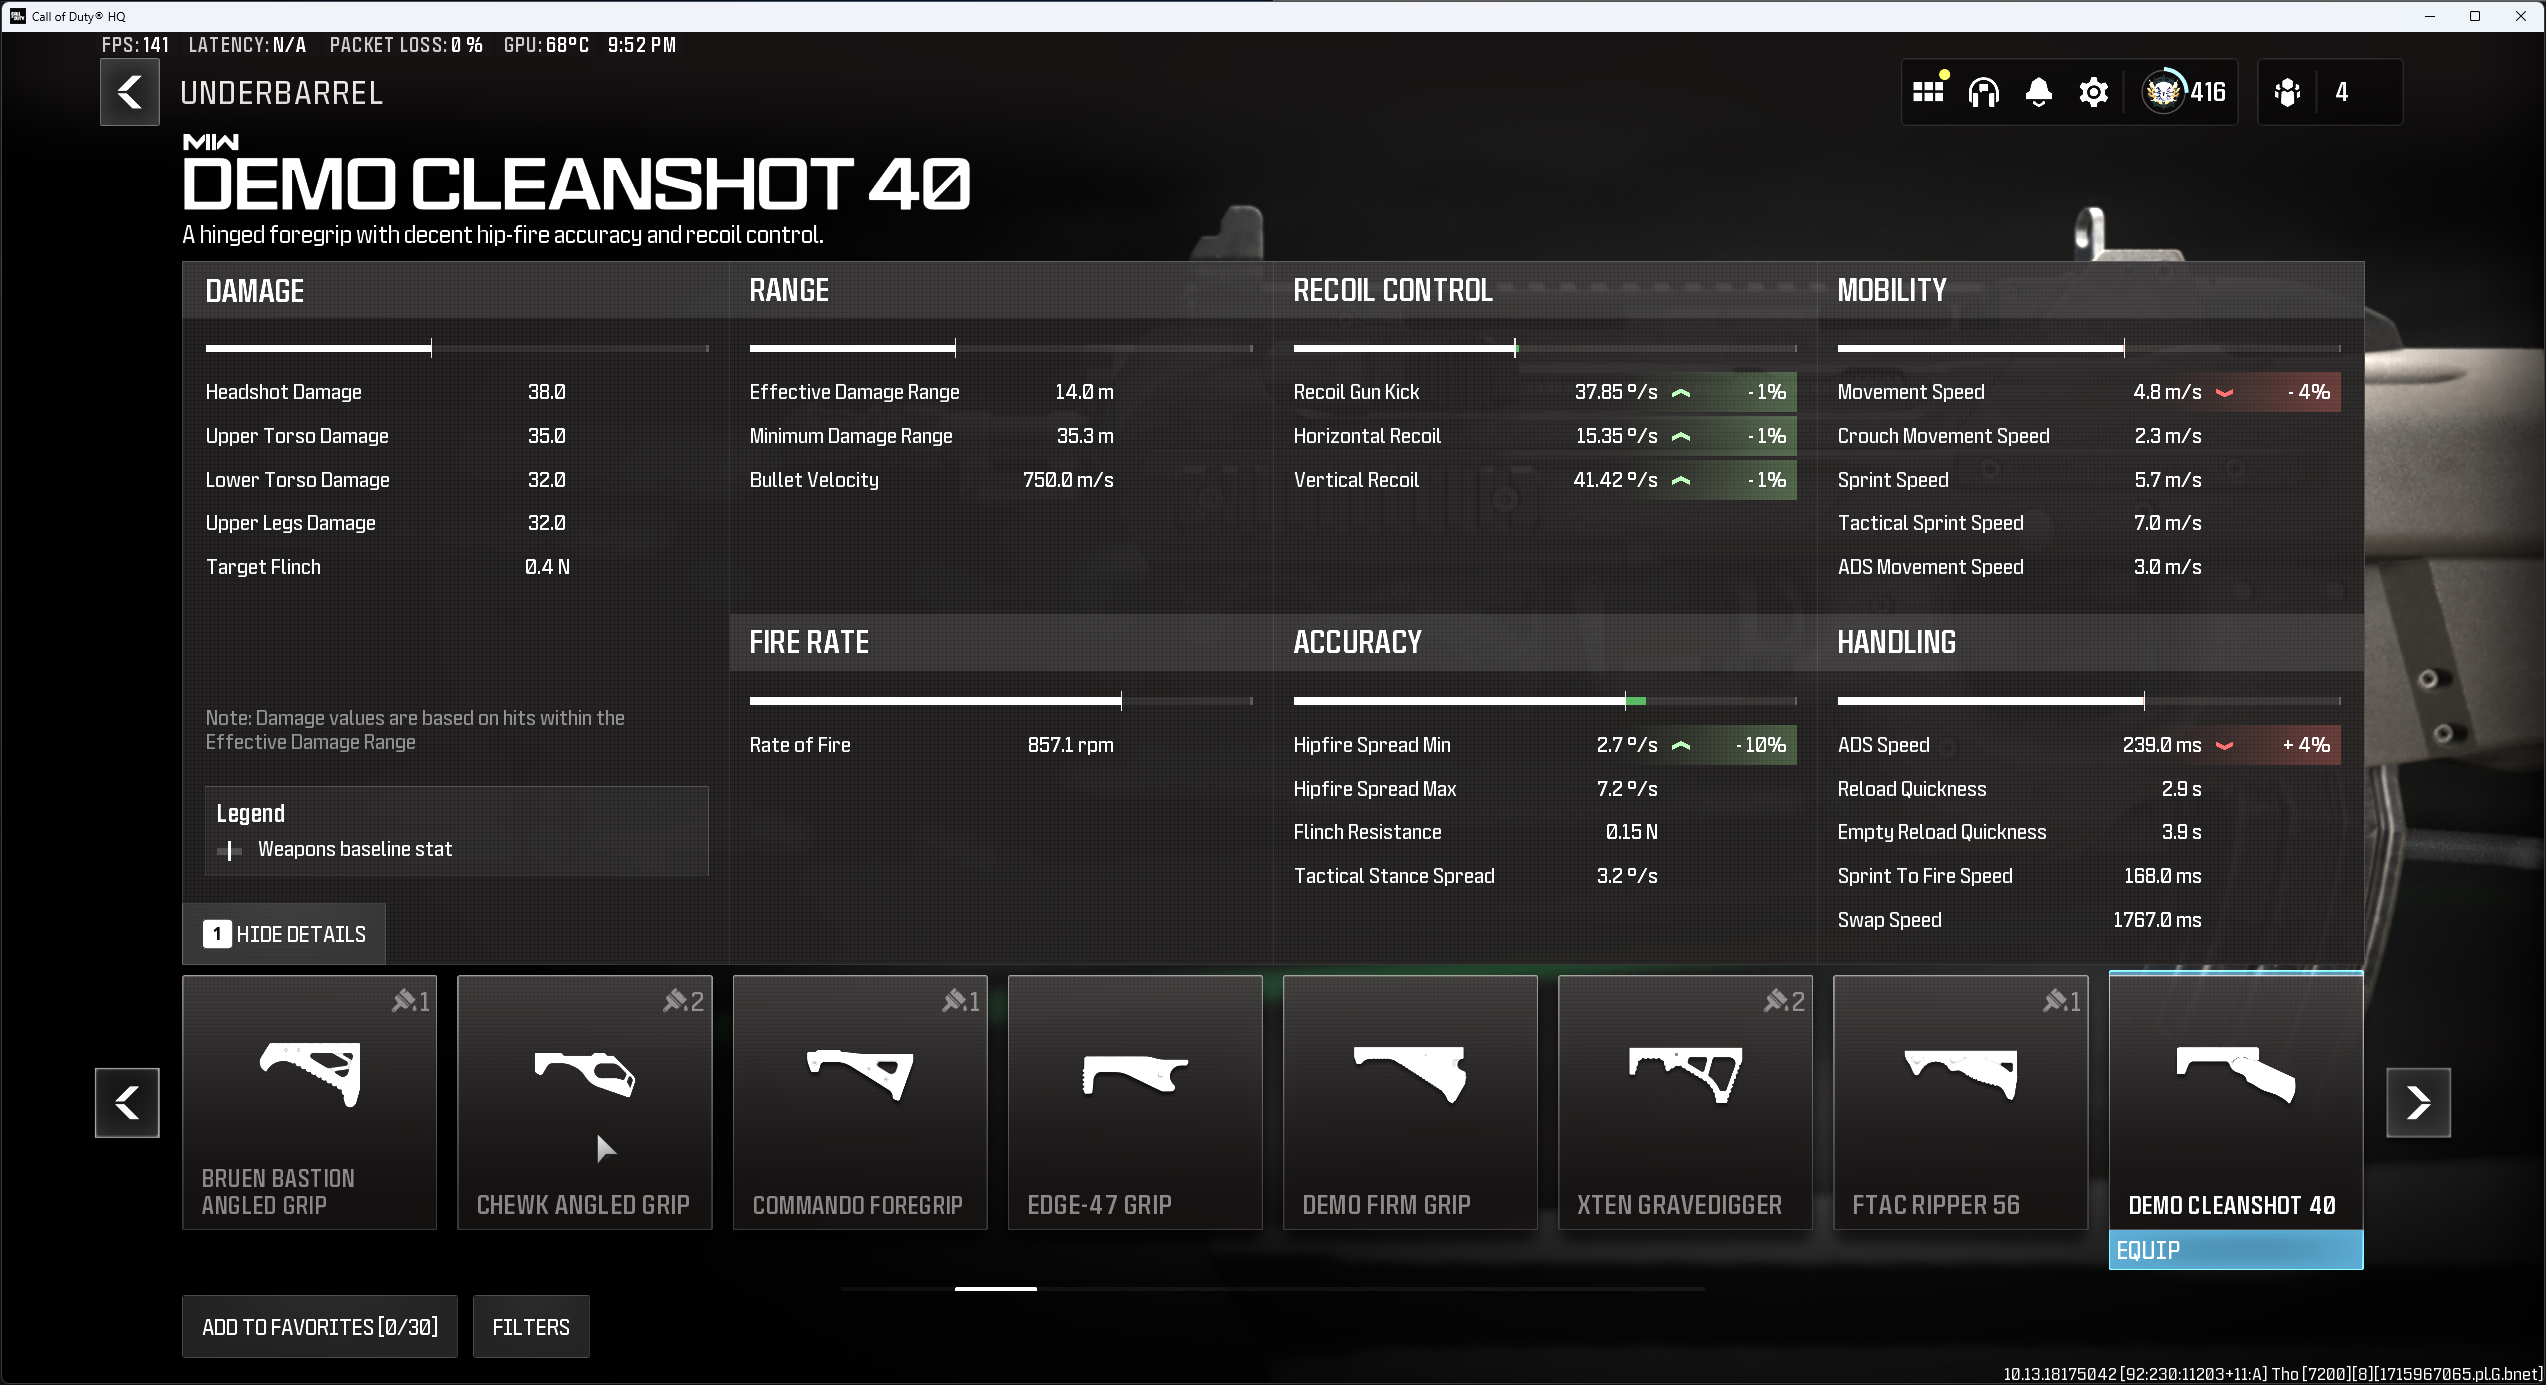 Call of Duty® HQ
FPS: 141 LATENCY: N/A PACKET LOSS: 0 % GPU: 68ºC 9:52 PM
UNDERBARREL
416
4
MW
DEMO CLEANSHOT 40
A hinged foregrip with decent hip-fire accuracy and recoil control.
DAMAGE
Headshot Damage 38.0
Upper Torso Damage 35.0
Lower Torso Damage 32.0
Upper Legs Damage 32.0
Target Flinch 0.4 N
Note: Damage values are based on hits within the
Effective Damage Range
Legend
Weapons baseline stat
1 HIDE DETAILS
RANGE
Effective Damage Range 14.0 m
Minimum Damage Range 35.3 m
Bullet Velocity 750.0 m/s
FIRE RATE
Rate of Fire 857.1 rpm
RECOIL CONTROL
Recoil Gun Kick 37.85 º/s - 1%
Horizontal Recoil 15.35 º/s - 1%
Vertical Recoil 41.42 º/s - 1%
ACCURACY
Hipfire Spread Min 2.7 º/s - 10%
Hipfire Spread Max 7.2 º/s
Flinch Resistance 0.15 N
Tactical Stance Spread 3.2 º/s
MOBILITY
Movement Speed 4.8 m/s - 4%
Crouch Movement Speed 2.3 m/s
Sprint Speed 5.7 m/s
Tactical Sprint Speed 7.0 m/s
ADS Movement Speed 3.0 m/s
HANDLING
ADS Speed 239.0 ms + 4%
Reload Quickness 2.9 s
Empty Reload Quickness 3.9 s
Sprint To Fire Speed 168.0 ms
Swap Speed 1767.0 ms
1
BRUEN BASTION
ANGLED GRIP
2
CHEWK ANGLED GRIP
1
COMMANDO FOREGRIP
EDGE-47 GRIP
DEMO FIRM GRIP
2
XTEN GRAVEDIGGER
1
FTAC RIPPER 56
DEMO CLEANSHOT 40
EQUIP
ADD TO FAVORITES [0/30]
FILTERS
10.13.18175042 [92:230:11203+11:A] Tho [7200][8][1715967065.pl.G.bnet]